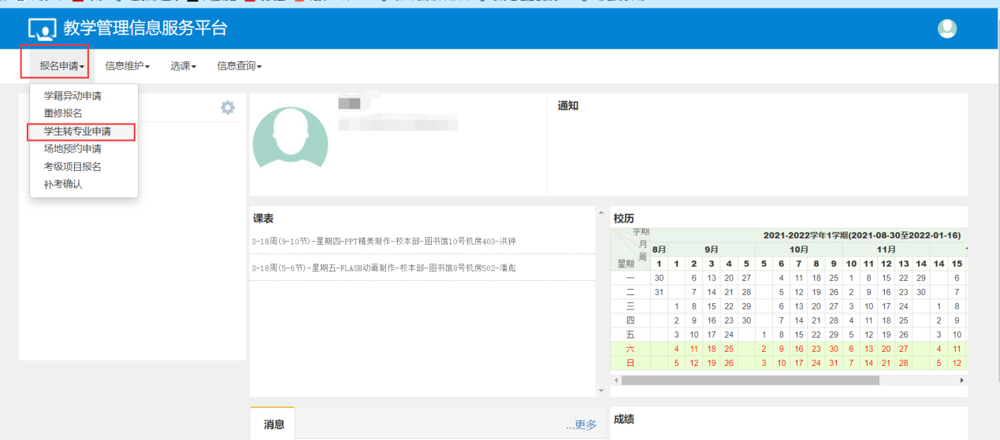 教学管理信息服务平台
报名申请 信息维护 选课 信息查询
学籍异动申请
重修报名
学生转专业申请
场地预约申请
考级项目报名
补考确认
通知
课表
3-18周(9-10节)-星期四-PPT精美制作-校本部-图书馆10号机房403-洪钟
3-18周(5-6节)-星期五-FLASH动画制作-校本部-图书馆8号机房502-潘彪
校历
学期 2021-2022学年1学期(2021-08-30至2022-01-16)
月 8月 9月 10月 11月
周
星期 1 1 2 3 4 5 5 6 7 8 9 10 11 12 13 14 14 15
一 30 6 13 20 27 4 11 18 25 1 8 15 22 29 6
二 31 7 14 21 28 5 12 19 26 2 9 16 23 30 7
三 1 8 15 22 29 6 13 20 27 3 10 17 24 1 8
四 2 9 16 23 30 7 14 21 28 4 11 18 25 2 9
五 3 10 17 24 1 8 15 22 29 5 12 19 26 3 10
六 4 11 18 25 2 9 16 23 30 6 13 20 27 4 11
日 5 12 19 26 3 10 17 24 31 7 14 21 28 5 12
消息 ...更多
成绩